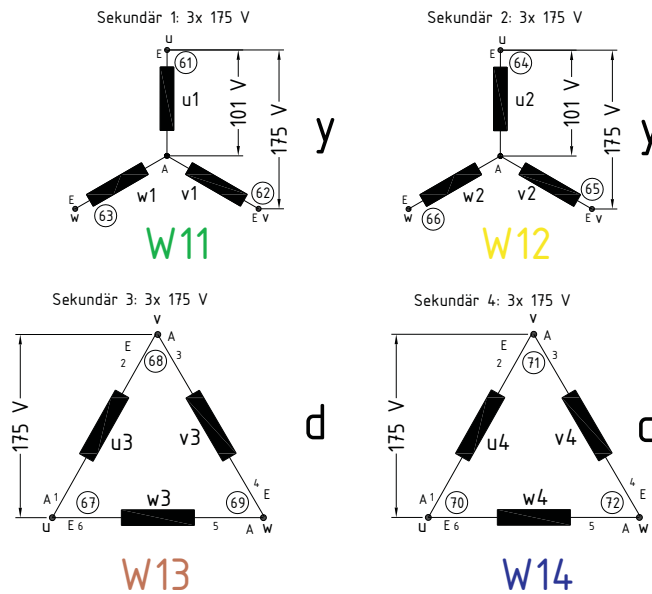 Sekundär 1: 3x 175 V
u
E
61
u1
101 V
175 V
y
A
w1
v1
62
E
w
63
E v
W11
Sekundär 2: 3x 175 V
u
E
64
u2
101 V
175 V
y
A
w2
v2
65
E
w
66
E v
W12
Sekundär 3: 3x 175 V
v
E
A
2
68
3
175 V
u3
v3
d
A 1
67
w3
69
4
E
u
E 6
5
A
w
W13
Sekundär 4: 3x 175 V
v
E
A
2
71
3
175 V
u4
v4
A 1
70
w4
72
4
E
u
E 6
5
A
w
W14